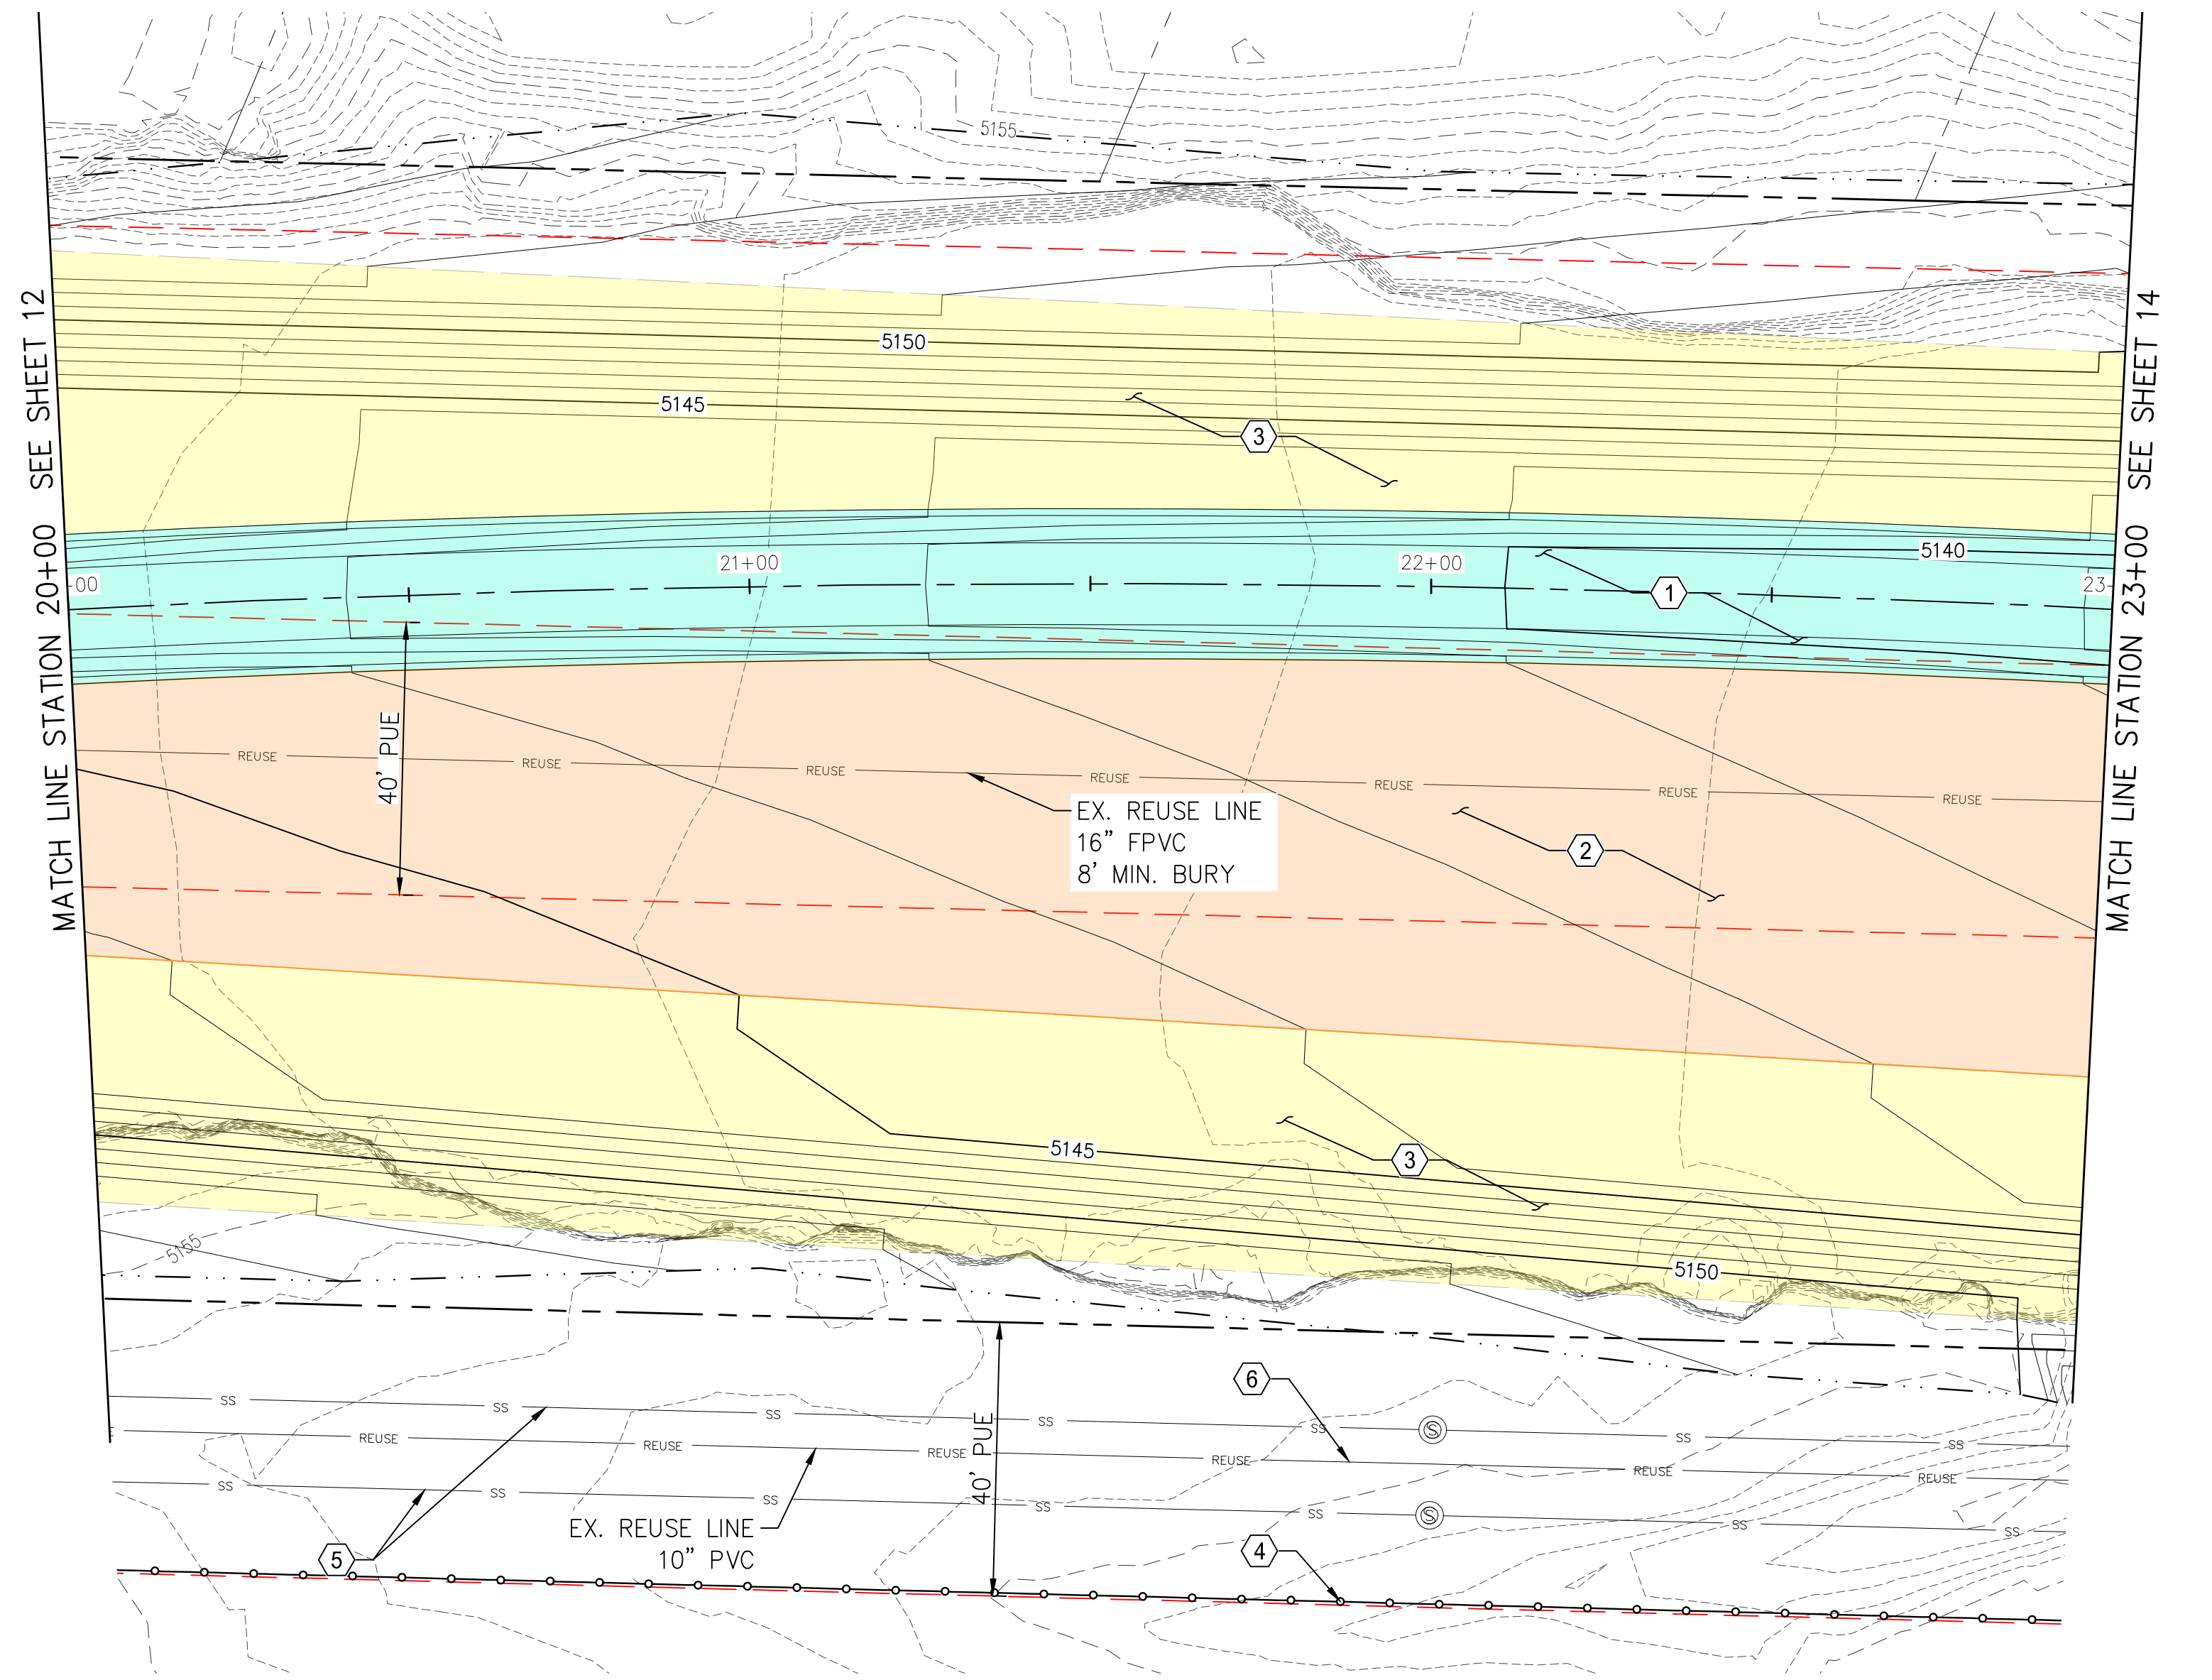 5155
MATCH LINE STATION 20+00 SEE SHEET 12
MATCH LINE STATION 23+00 SEE SHEET 14
5150
5145
3
-00
21+00
22+00
5140
1
23+
40' PUE
REUSE REUSE REUSE REUSE REUSE REUSE REUSE
EX. REUSE LINE
16" FPVC
8' MIN. BURY
2
5145
3
5155
5150
6
SS SS SS SS SS S SS SS
REUSE REUSE REUSE REUSE REUSE REUSE
40' PUE
SS SS SS SS SS S SS SS
EX. REUSE LINE
10" PVC
5
4